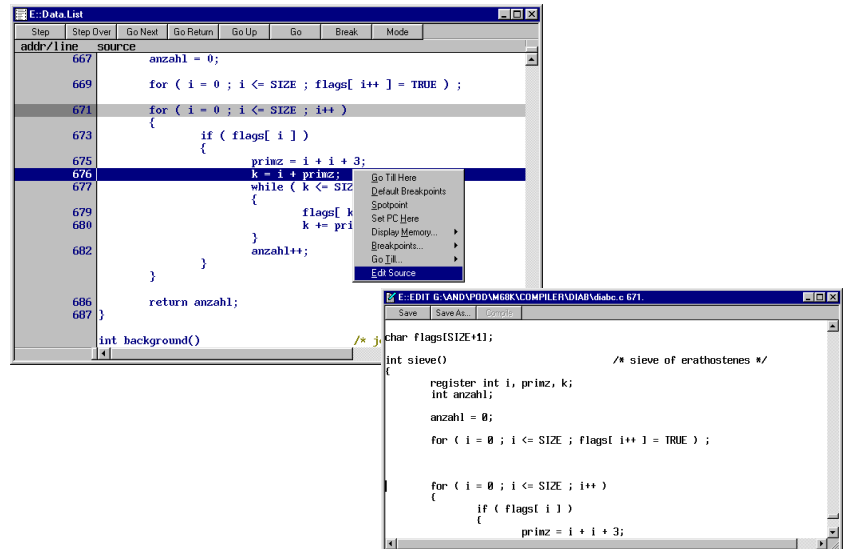 E::Data.List
Step Step Over Go Next Go Return Go Up Go Break Mode
addr/line source
667 anzahl = 0;
669 for ( i = 0 ; i <= SIZE ; flags[ i++ ] = TRUE ) ;
671 for ( i = 0 ; i <= SIZE ; i++ )
{
673 if ( flags[ i ] )
{
675 primz = i + i + 3;
676 k = i + primz;
677 while ( k <= SIZ
{
679 flags[ k
680 k += pri
}
682 anzahl++;
}
}
686 return anzahl;
687 }
int background() /* j
Go Till Here
Default Breakpoints
Spotpoint
Set PC Here
Display Memory...
Breakpoints...
Go Till...
Edit Source
E::EDIT G:\AND\POD\M68K\COMPILER\DIAB\diabc.c 671.
Save Save As... Compile
char flags[SIZE+1];
int sieve() /* sieve of erathostenes */
{
register int i, primz, k;
int anzahl;
anzahl = 0;
for ( i = 0 ; i <= SIZE ; flags[ i++ ] = TRUE ) ;
for ( i = 0 ; i <= SIZE ; i++ )
{
if ( flags[ i ] )
{
primz = i + i + 3;